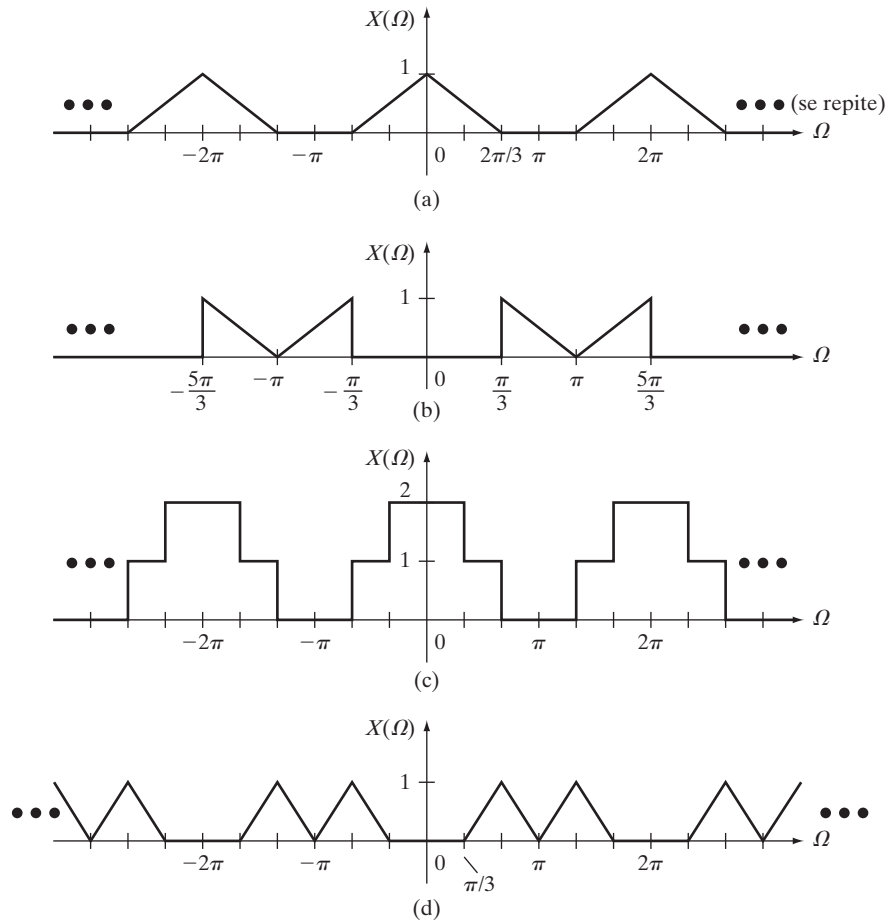 X(Ω)
1
••• ••• (se repite)
−2π −π 0 2π/3 π 2π Ω
(a)
X(Ω)
1
••• •••
Ω
−5π/3 −π −π/3 0 π/3 π 5π/3
(b)
X(Ω)
2
••• 1 •••
Ω
−2π −π 0 π 2π
(c)
X(Ω)
1
••• •••
Ω
−2π −π 0 π 2π
π/3
(d)